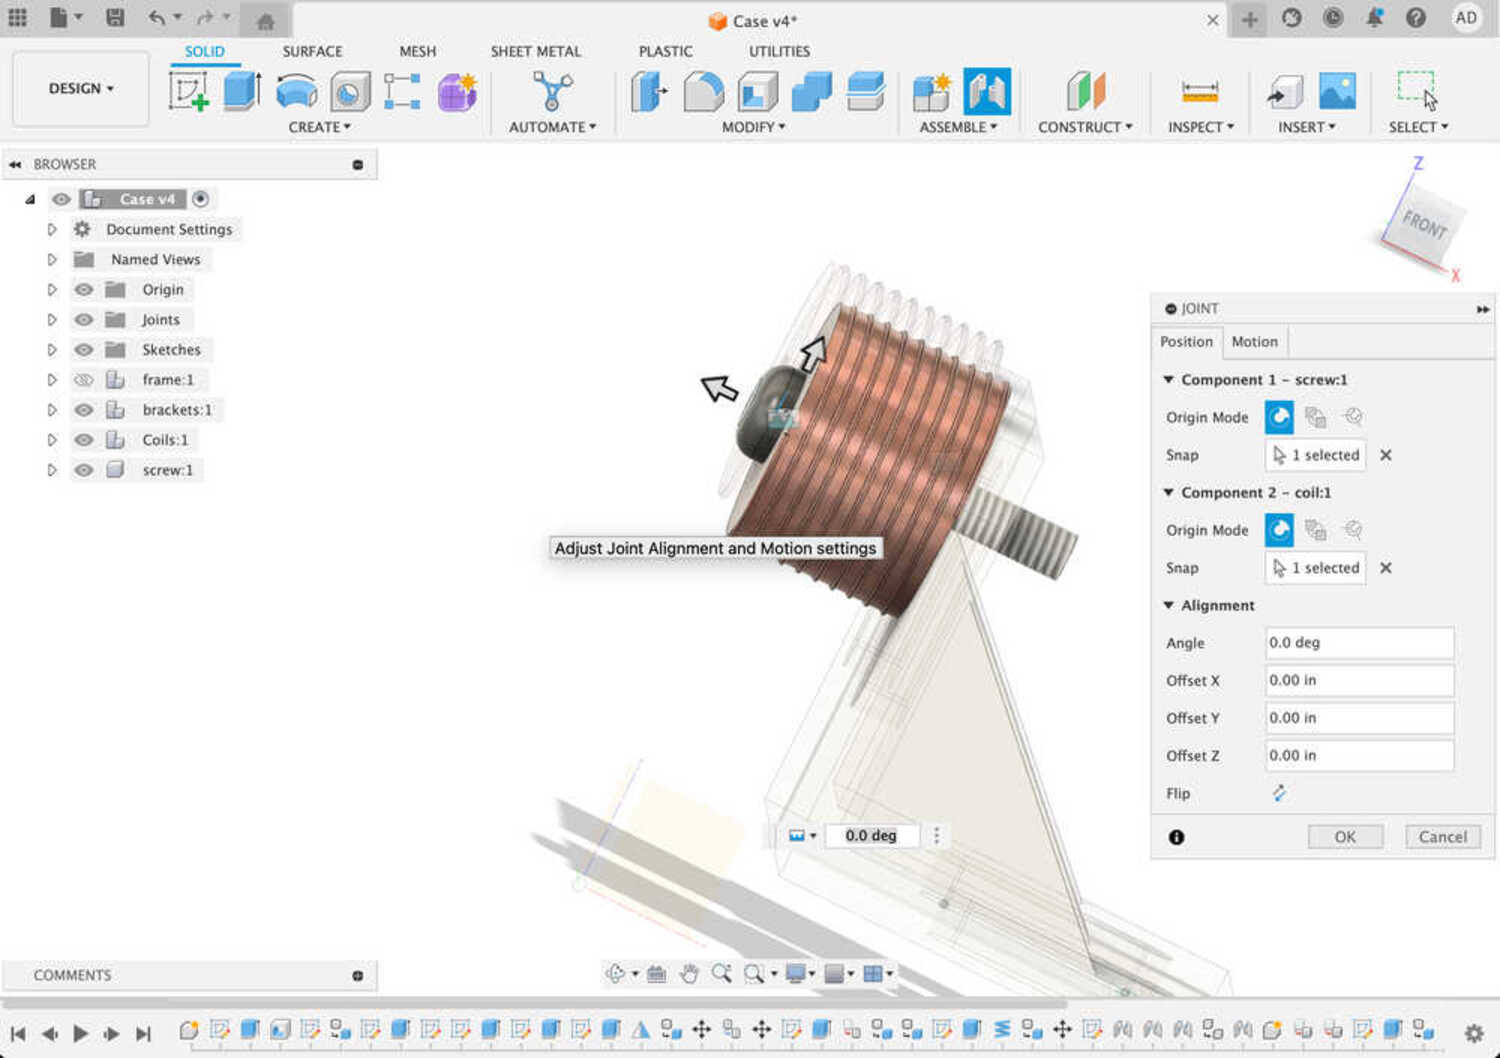 Case v4*
AD
DESIGN
SOLID SURFACE MESH SHEET METAL PLASTIC UTILITIES
CREATE AUTOMATE MODIFY ASSEMBLE CONSTRUCT INSPECT INSERT SELECT
BROWSER
Case v4
Document Settings
Named Views
Origin
Joints
Sketches
frame:1
brackets:1
Coils:1
screw:1
Z
FRONT
X
Adjust Joint Alignment and Motion settings
0.0 deg
JOINT
Position Motion
Component 1 - screw:1
Origin Mode
Snap 1 selected
Component 2 - coil:1
Origin Mode
Snap 1 selected
Alignment
Angle 0.0 deg
Offset X 0.00 in
Offset Y 0.00 in
Offset Z 0.00 in
Flip
OK Cancel
COMMENTS